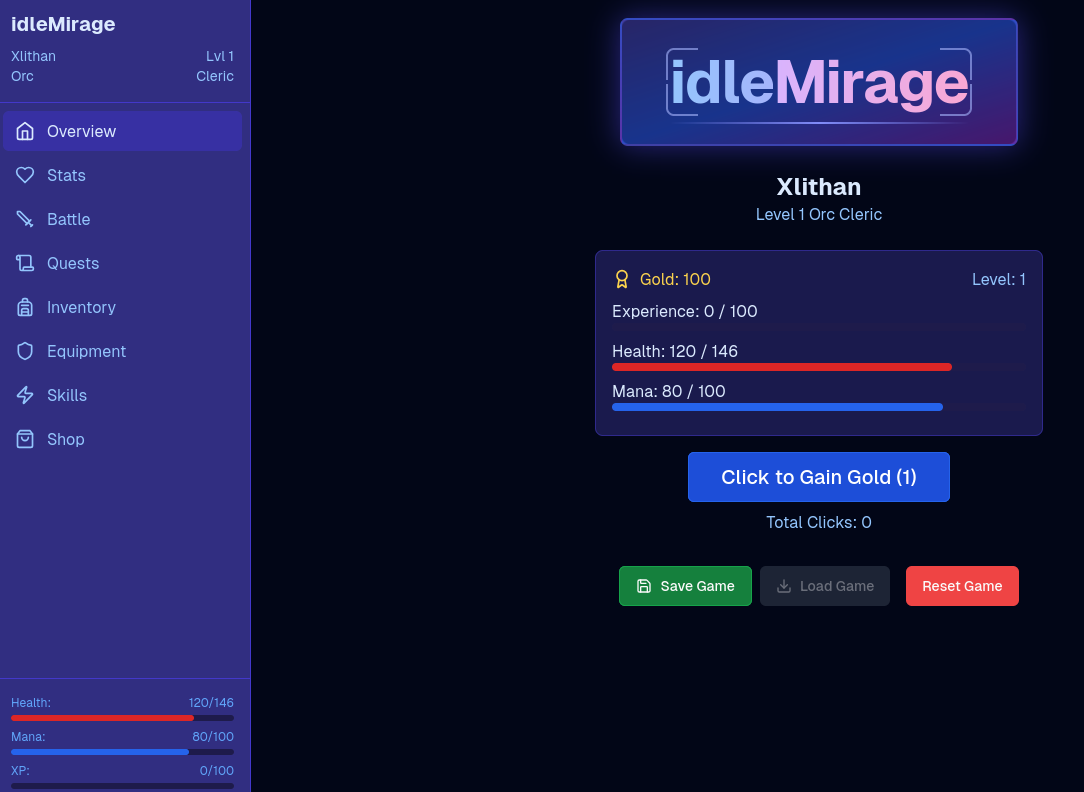 idleMirage
Xlithan Lvl 1
Orc Cleric
Overview
Stats
Battle
Quests
Inventory
Equipment
Skills
Shop
Health: 120/146
Mana: 80/100
XP: 0/100
idleMirage
Xlithan
Level 1 Orc Cleric
Gold: 100 Level: 1
Experience: 0 / 100
Health: 120 / 146
Mana: 80 / 100
Click to Gain Gold (1)
Total Clicks: 0
Save Game Load Game Reset Game